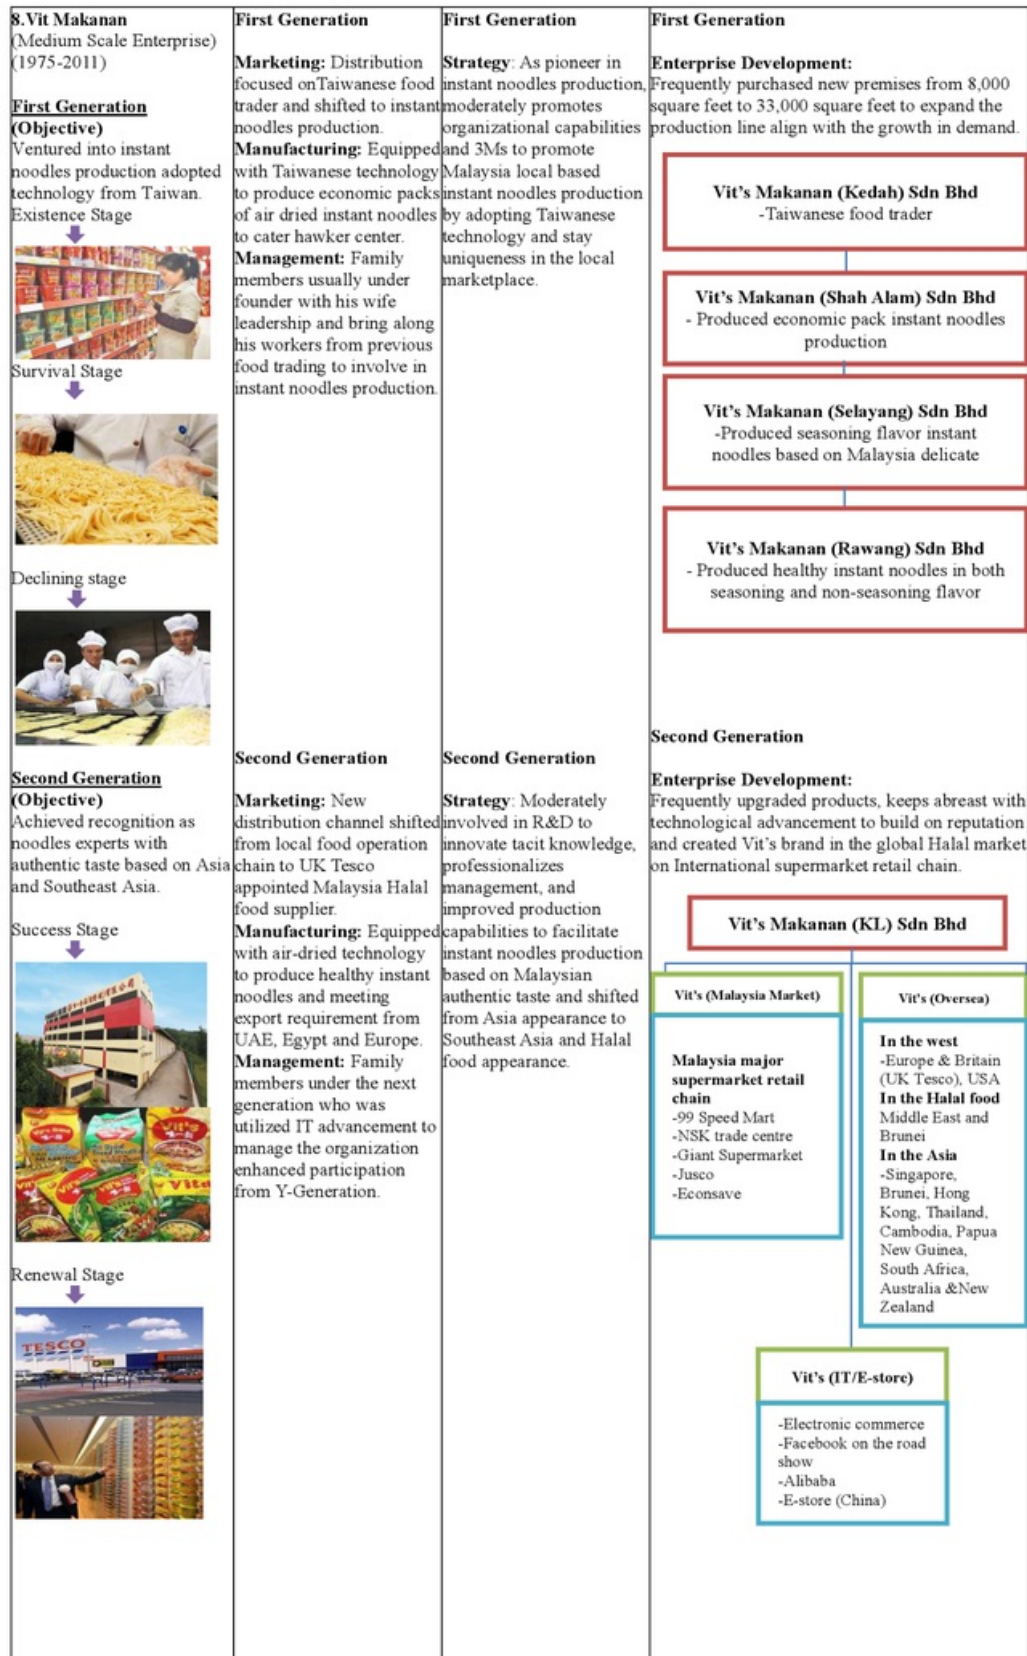 8.Vit Makanan
(Medium Scale Enterprise)
(1975-2011)
First Generation
(Objective)
Ventured into instant
noodles production adopted
technology from Taiwan.
Existence Stage
Survival Stage
Declining stage
Second Generation
(Objective)
Achieved recognition as
noodles experts with
authentic taste based on Asia
and Southeast Asia.
Success Stage
Vit's
Renewal Stage
TESCO
First Generation
Marketing: Distribution
focused onTaiwanese food
trader and shifted to instant
noodles production.
Manufacturing: Equipped
with Taiwanese technology
to produce economic packs
of air dried instant noodles
to cater hawker center.
Management: Family
members usually under
founder with his wife
leadership and bring along
his workers from previous
food trading to involve in
instant noodles production.
Second Generation
Marketing: New
distribution channel shifted
from local food operation
chain to UK Tesco
appointed Malaysia Halal
food supplier.
Manufacturing: Equipped
with air-dried technology
to produce healthy instant
noodles and meeting
export requirement from
UAE, Egypt and Europe.
Management: Family
members under the next
generation who was
utilized IT advancement to
manage the organization
enhanced participation
from Y-Generation.
First Generation
Strategy: As pioneer in
instant noodles production,
moderately promotes
organizational capabilities
and 3Ms to promote
Malaysia local based
instant noodles production
by adopting Taiwanese
technology and stay
uniqueness in the local
marketplace.
Second Generation
Strategy: Moderately
involved in R&D to
innovate tacit knowledge,
professionalizes
management, and
improved production
capabilities to facilitate
instant noodles production
based on Malaysian
authentic taste and shifted
from Asia appearance to
Southeast Asia and Halal
food appearance.
First Generation
Enterprise Development:
Frequently purchased new premises from 8,000
square feet to 33,000 square feet to expand the
production line align with the growth in demand.
Vit's Makanan (Kedah) Sdn Bhd
-Taiwanese food trader
Vit's Makanan (Shah Alam) Sdn Bhd
- Produced economic pack instant noodles
production
Vit's Makanan (Selayang) Sdn Bhd
-Produced seasoning flavor instant
noodles based on Malaysia delicate
Vit's Makanan (Rawang) Sdn Bhd
- Produced healthy instant noodles in both
seasoning and non-seasoning flavor
Second Generation
Enterprise Development:
Frequently upgraded products, keeps abreast with
technological advancement to build on reputation
and created Vit's brand in the global Halal market
on International supermarket retail chain.
Vit's Makanan (KL) Sdn Bhd
Vit's (Malaysia Market)
Malaysia major
supermarket retail
chain
-99 Speed Mart
-NSK trade centre
-Giant Supermarket
-Jusco
-Econsave
Vit's (Oversea)
In the west
-Europe & Britain
(UK Tesco), USA
In the Halal food
Middle East and
Brunei
In the Asia
-Singapore,
Brunei, Hong
Kong, Thailand,
Cambodia, Papua
New Guinea,
South Africa,
Australia &New
Zealand
Vit's (IT/E-store)
-Electronic commerce
-Facebook on the road
show
-Alibaba
-E-store (China)